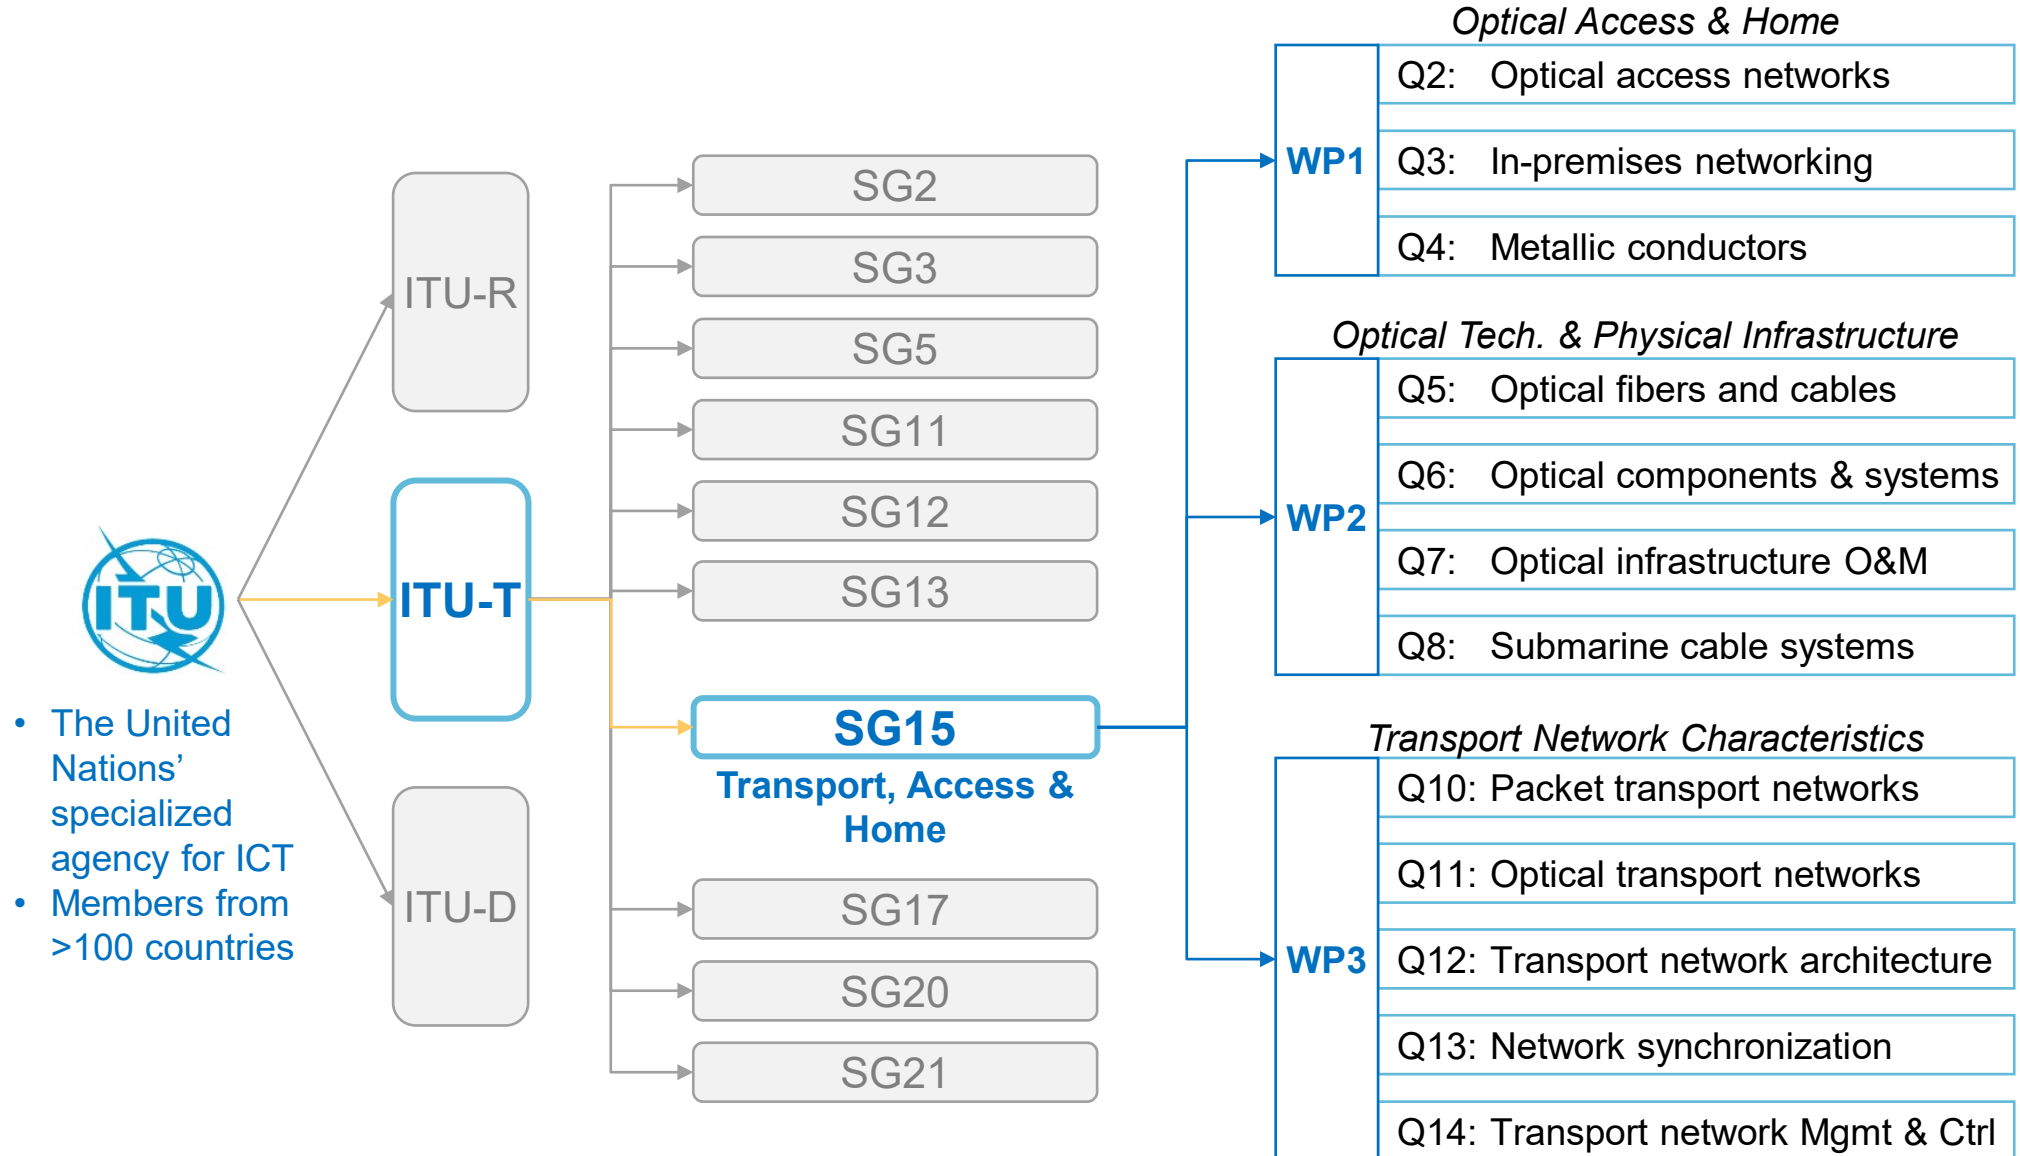 ITU
• The United
Nations’
specialized
agency for ICT
• Members from
>100 countries
ITU-R
ITU-T
ITU-D
SG2
SG3
SG5
SG11
SG12
SG13
SG15
Transport, Access &
Home
SG17
SG20
SG21
Optical Access & Home
WP1
Q2: Optical access networks
Q3: In-premises networking
Q4: Metallic conductors
Optical Tech. & Physical Infrastructure
WP2
Q5: Optical fibers and cables
Q6: Optical components & systems
Q7: Optical infrastructure O&M
Q8: Submarine cable systems
Transport Network Characteristics
WP3
Q10: Packet transport networks
Q11: Optical transport networks
Q12: Transport network architecture
Q13: Network synchronization
Q14: Transport network Mgmt & Ctrl